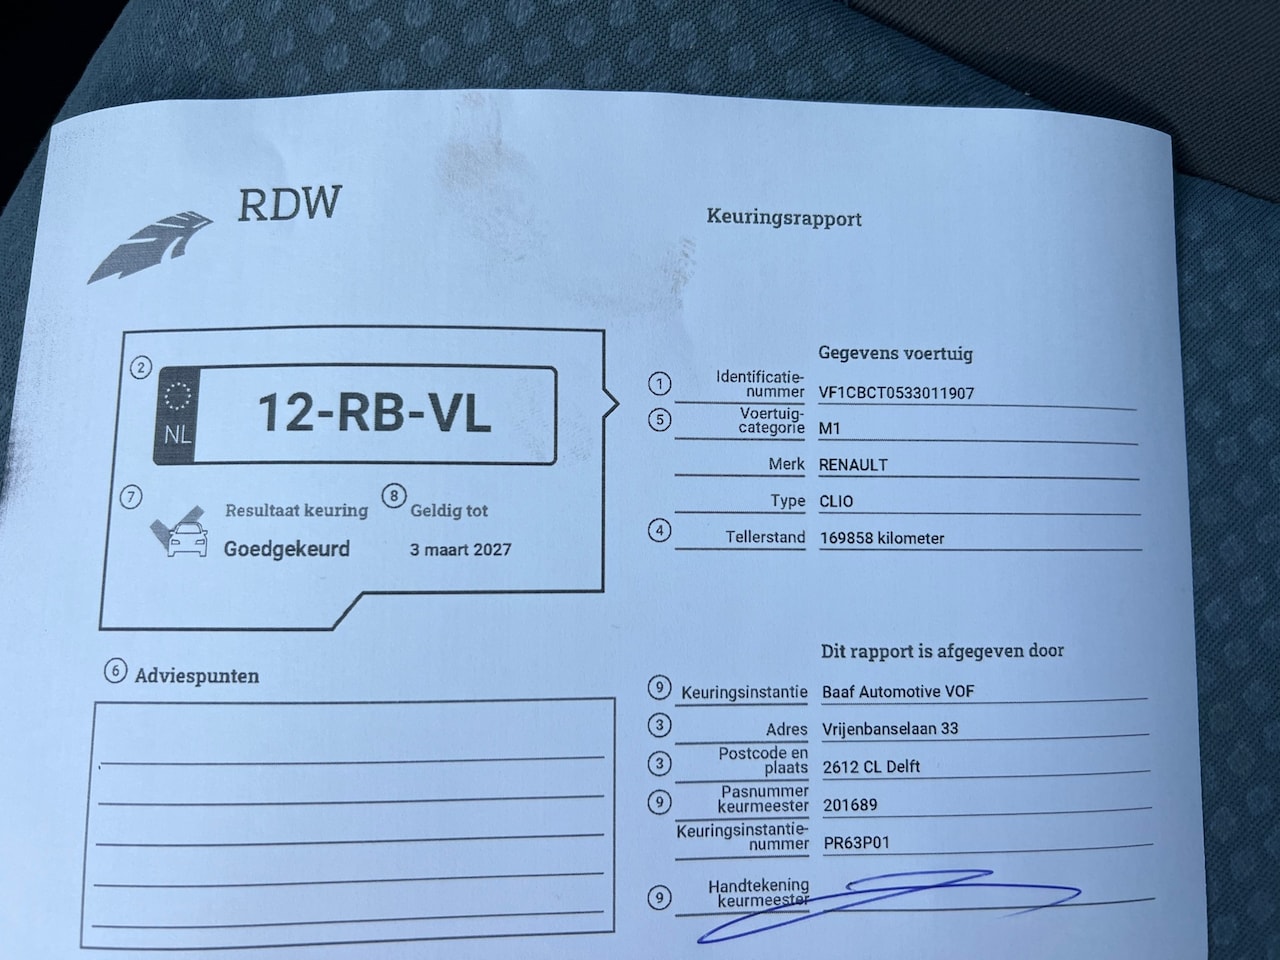 RDW
Keuringsrapport
2
NL
12-RB-VL
7
Resultaat keuring
Goedgekeurd
8
Geldig tot
3 maart 2027
6 Adviespunten
Gegevens voertuig
1 Identificatie-
nummer VF1CBCT0533011907
5 Voertuig-
categorie M1
Merk RENAULT
Type CLIO
4 Tellerstand 169858 kilometer
Dit rapport is afgegeven door
9 Keuringsinstantie Baaf Automotive VOF
3 Adres Vrijenbanselaan 33
3 Postcode en
plaats 2612 CL Delft
9 Pasnummer
keurmeester 201689
Keuringsinstantie-
nummer PR63P01
9 Handtekening
keurmeester